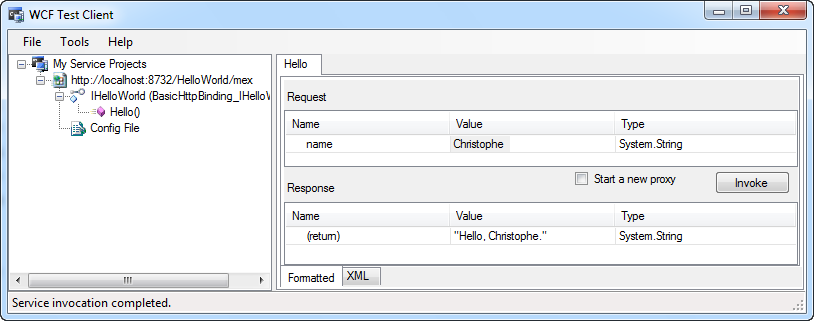 WCF Test Client
File Tools Help
My Service Projects
http://localhost:8732/HelloWorld/mex
IHelloWorld (BasicHttpBinding_IHelloW
Hello()
Config File
Hello
Request
Name Value Type
name Christophe System.String
Response
Start a new proxy
Invoke
Name Value Type
(return) "Hello, Christophe." System.String
Formatted XML
Service invocation completed.